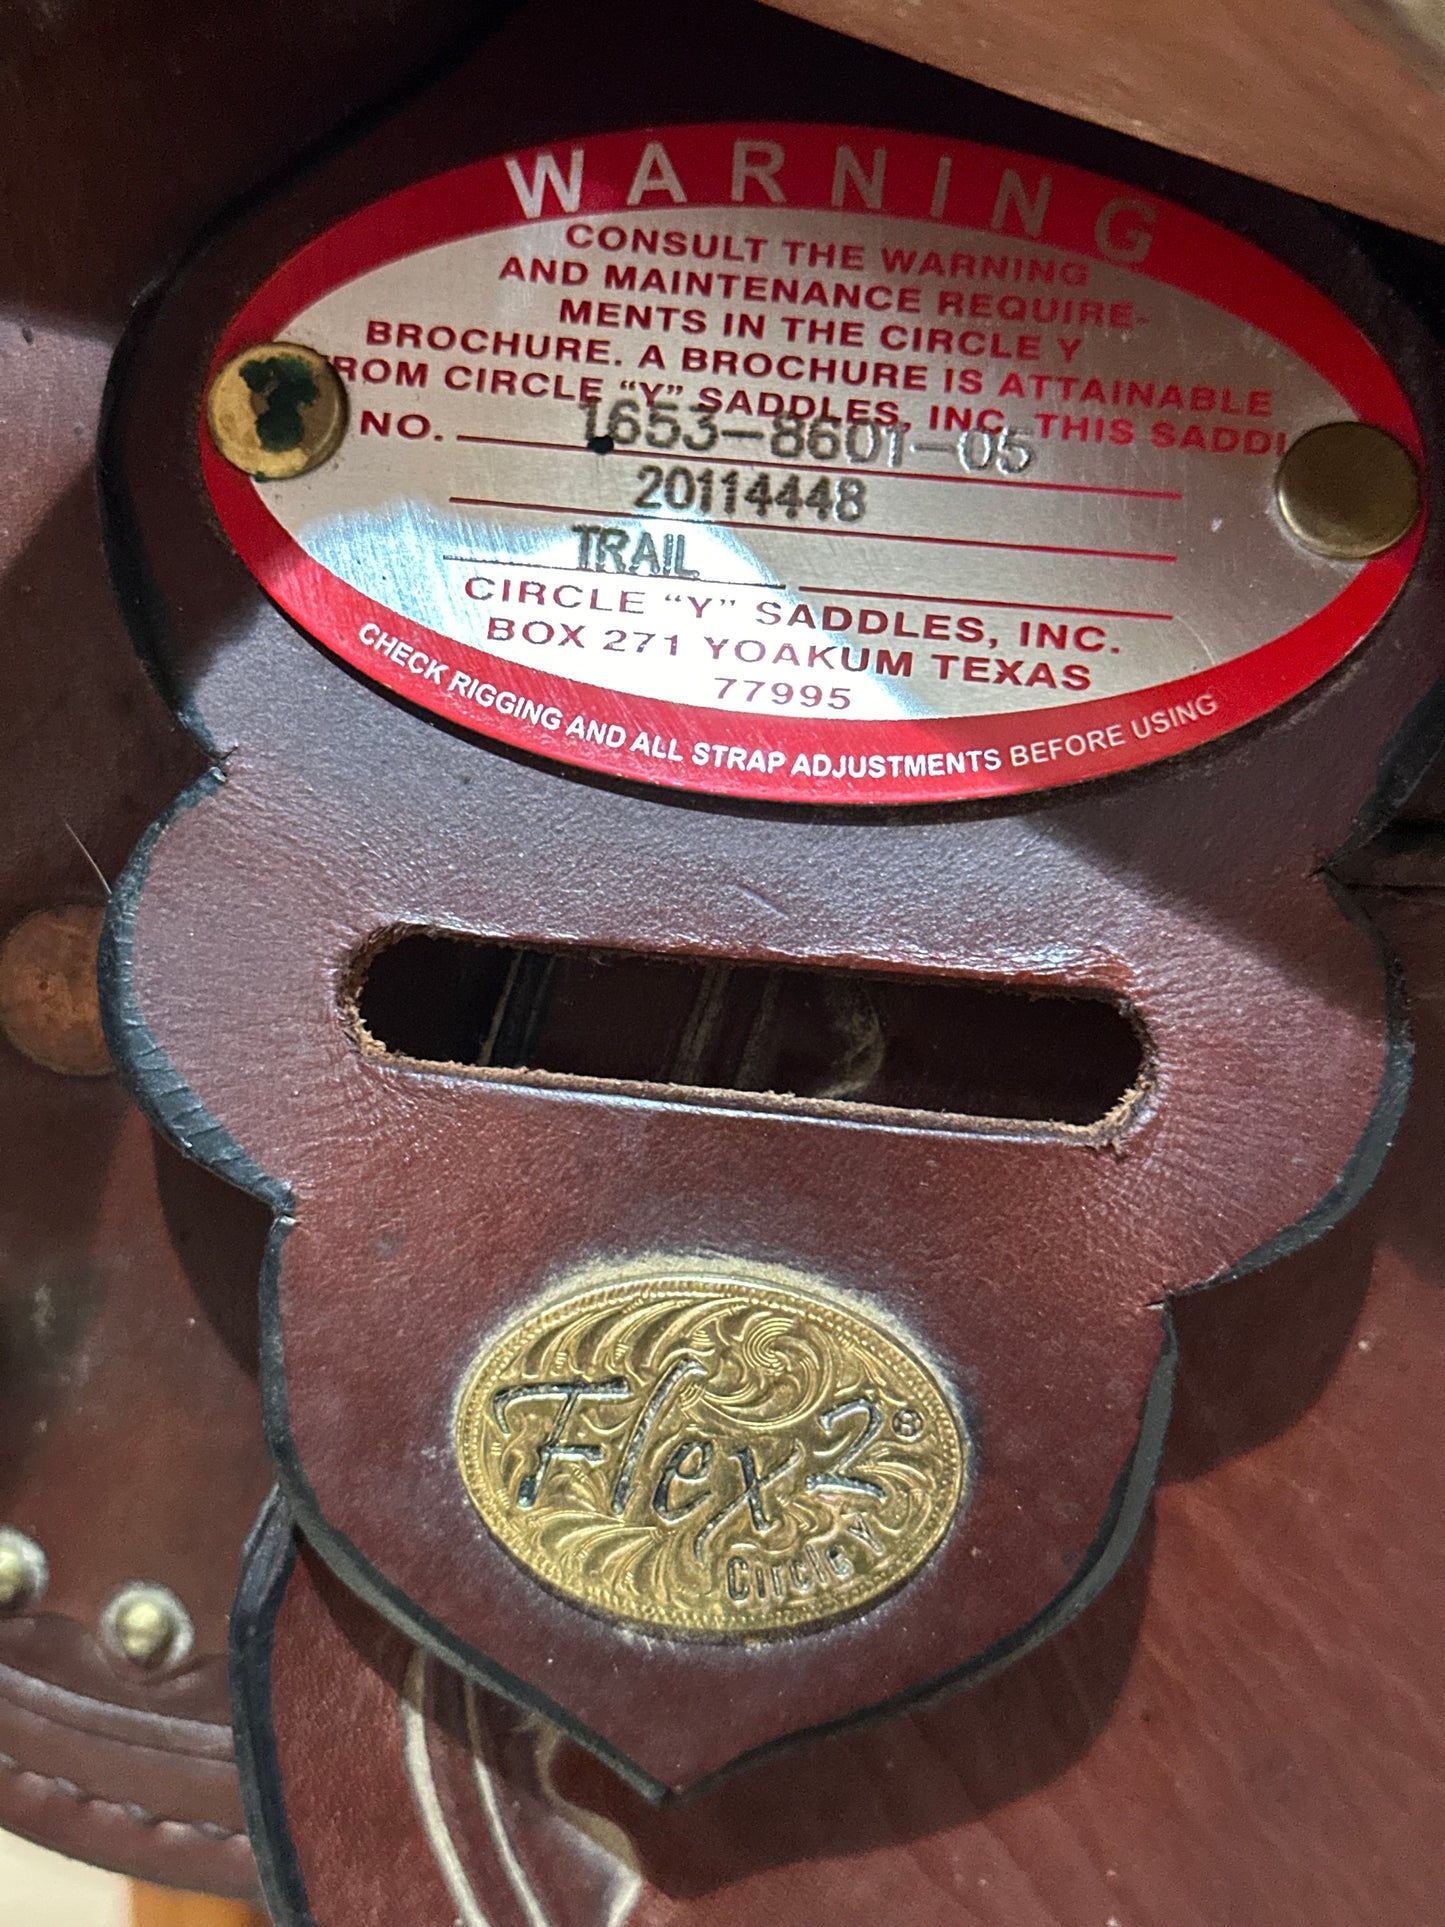 WARNING
CONSULT THE WARNING
AND MAINTENANCE REQUIRE-
MENTS IN THE CIRCLE Y
BROCHURE. A BROCHURE IS ATTAINABLE
ROM CIRCLE “Y” SADDLES, INC. THIS SADDL
NO. 1653-8601-05
20114448
TRAIL
CIRCLE “Y” SADDLES, INC.
BOX 271 YOAKUM TEXAS
77995
CHECK RIGGING AND ALL STRAP ADJUSTMENTS BEFORE USING
Flex2®
Circle Y